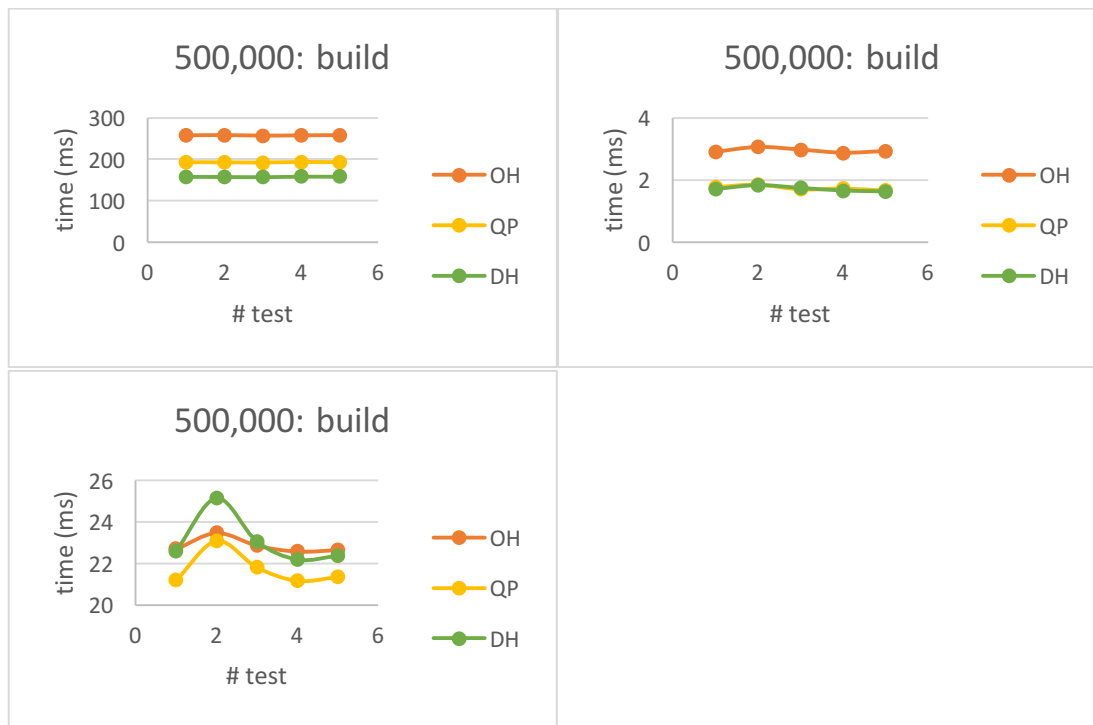 500,000: build
300
200
100
0
time (ms)
0 2 4 6
# test
OH
QP
DH
500,000: build
4
2
0
time (ms)
0 2 4 6
# test
OH
QP
DH
500,000: build
26
24
22
20
time (ms)
0 2 4 6
# test
OH
QP
DH